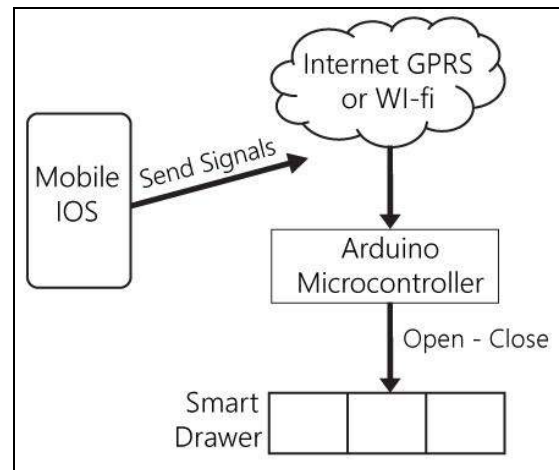 Internet GPRS
or WI-fi
Send Signals
Mobile
IOS
Arduino
Microcontroller
Open - Close
Smart
Drawer